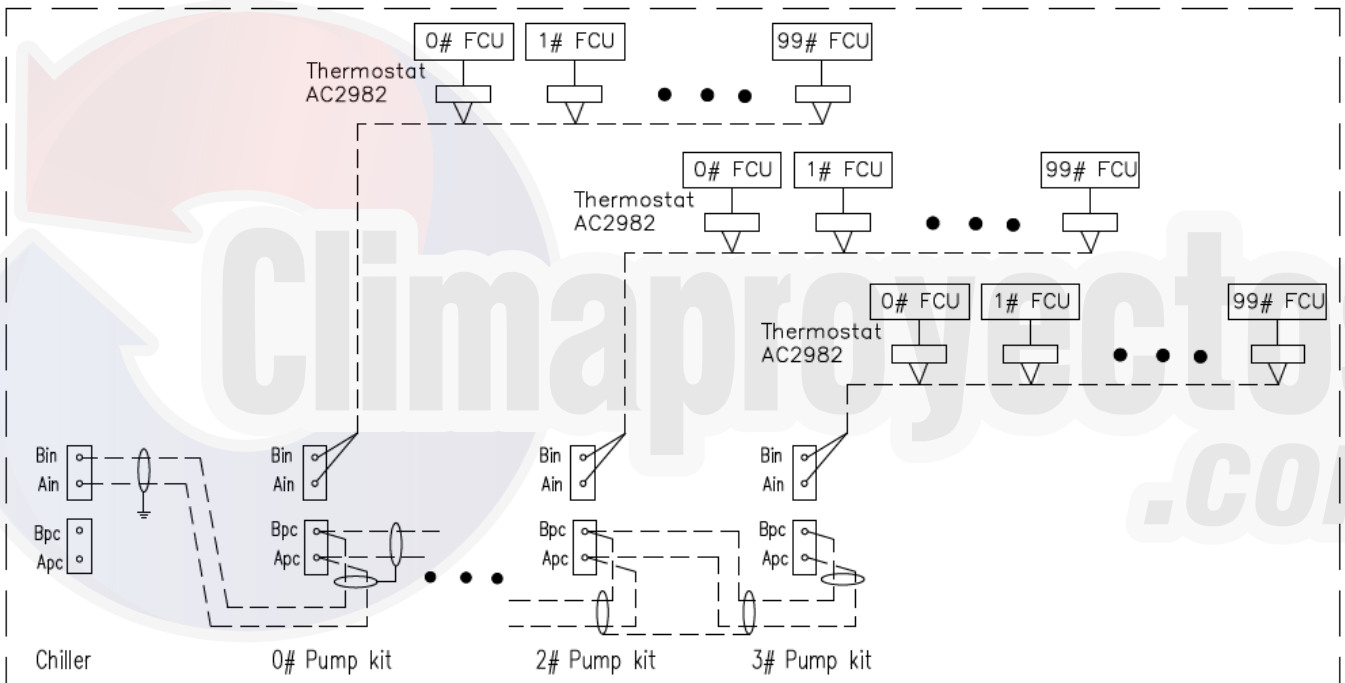 0# FCU 1# FCU 99# FCU
Thermostat
AC2982
0# FCU 1# FCU 99# FCU
Thermostat
AC2982
0# FCU 1# FCU 99# FCU
Thermostat
AC2982
Climaproyectos
.com
Bin Bin Bin Bin
Ain Ain Ain Ain
Bpc Bpc Bpc Bpc
Apc Apc Apc Apc
Chiller 0# Pump kit 2# Pump kit 3# Pump kit